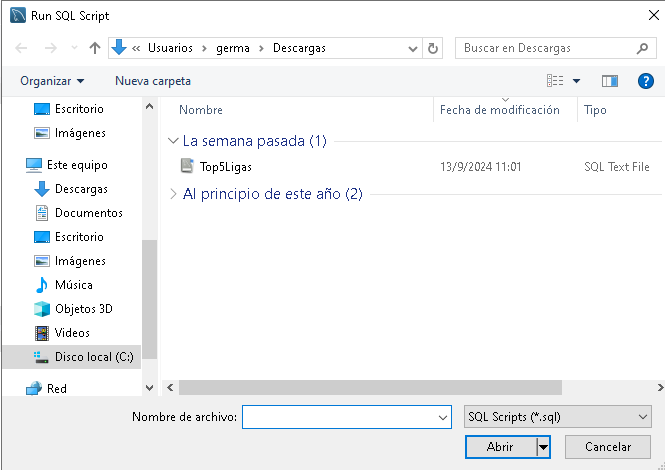 Run SQL Script
« Usuarios > germa > Descargas
Buscar en Descargas
Organizar
Nueva carpeta
Escritorio
Imágenes
Este equipo
Descargas
Documentos
Escritorio
Imágenes
Música
Objetos 3D
Videos
Disco local (C:)
Red
Nombre
Fecha de modificación
Tipo
La semana pasada (1)
Top5Ligas
13/9/2024 11:01
SQL Text File
Al principio de este año (2)
Nombre de archivo:
SQL Scripts (*.sql)
Abrir
Cancelar